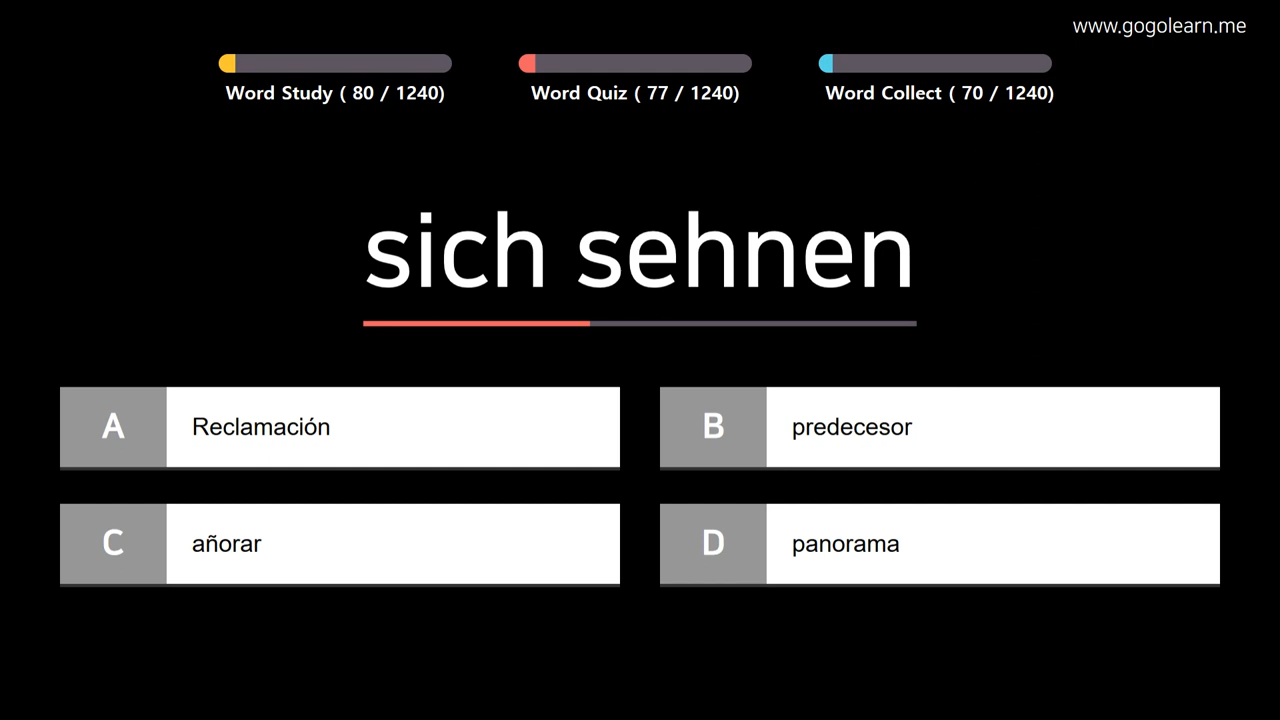 www.gogolearn.me
Word Study ( 80 / 1240)
Word Quiz ( 77 / 1240)
Word Collect ( 70 / 1240)
sich sehnen
A Reclamación
B predecesor
C añorar
D panorama